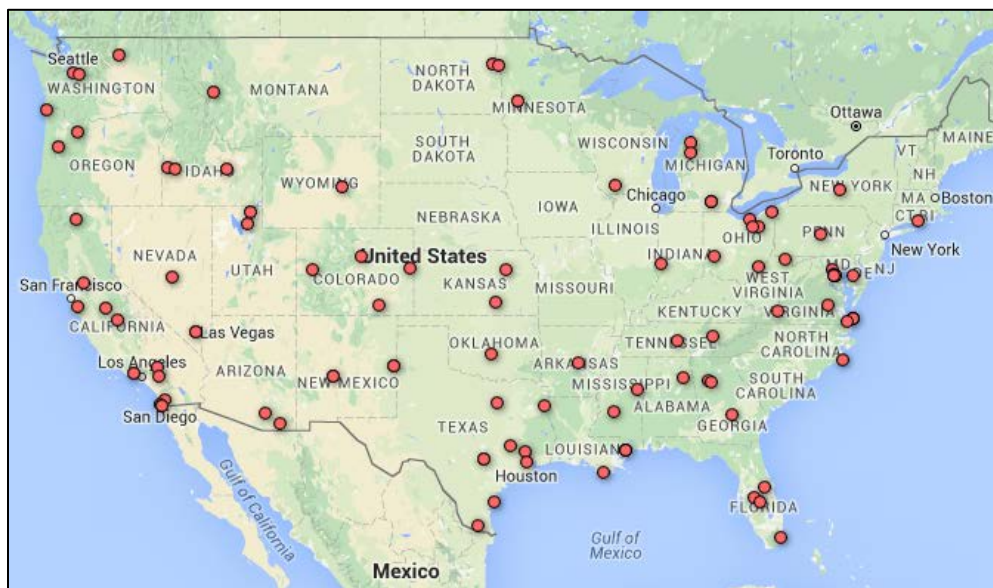 Seattle
WASHINGTON
MONTANA
NORTH
DAKOTA
MINNESOTA
Ottawa
MAINE
OREGON
IDAH
SOUTH
DAKOTA
WISCONSIN
MICHIGAN
Toronto
VT
NH
WYOMING
NEW YORK
MA
Boston
CT
RI
Chicago
IOWA
NEBRASKA
ILLINOIS
OHIO
PENN
New York
NEVADA
UTAH
United States
COLORADO
INDIANA
MD
DE
NJ
San Francisco
KANSAS
MISSOURI
WEST
VIRGINIA
VIRGINIA
CALIFORNIA
Las Vegas
KENTUCKY
Los Angeles
ARIZONA
NEW MEXICO
OKLAHOMA
ARKANSAS
TENNESSEE
NORTH
CAROLINA
MISSISSIPPI
SOUTH
CAROLINA
San Diego
TEXAS
ALABAMA
GEORGIA
LOUISIAN
Houston
FLORIDA
Gulf of California
Gulf of
Mexico
Mexico